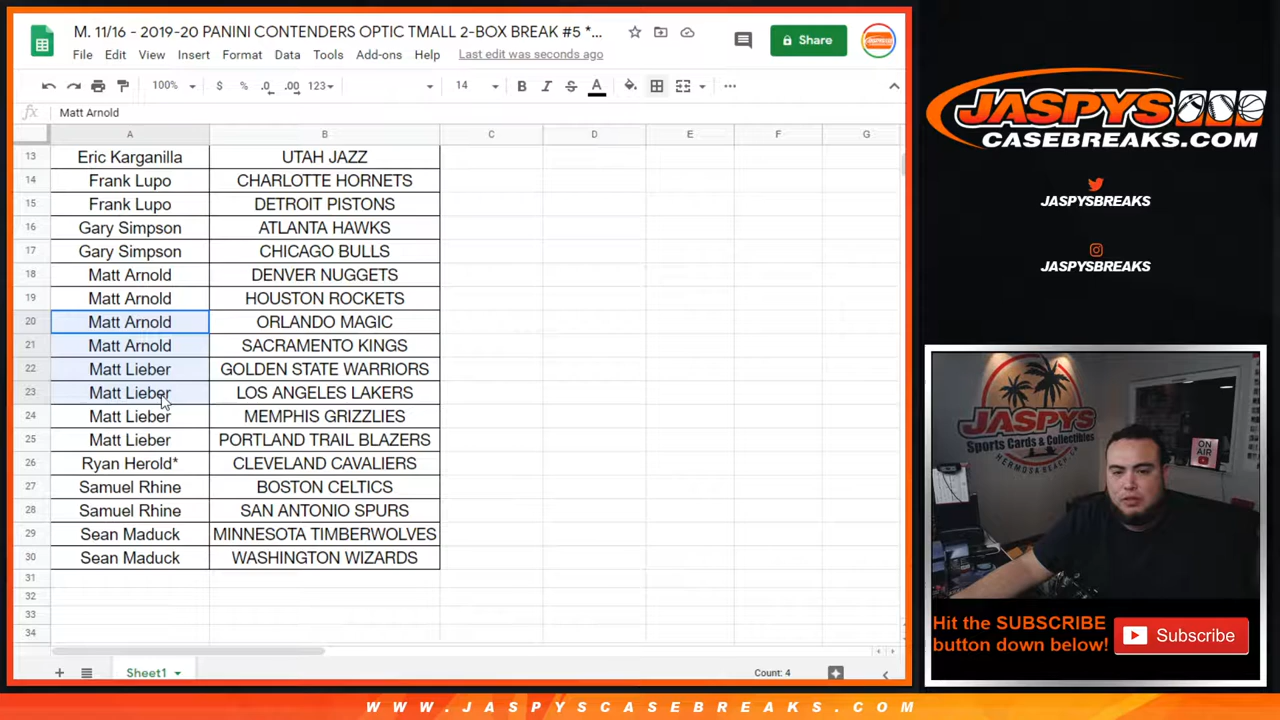 M. 11/16 - 2019-20 PANINI CONTENDERS OPTIC TMALL 2-BOX BREAK #5 *...
File Edit View Insert Format Data Tools Add-ons Help Last edit was seconds ago
Share
100% $ % .0 .00 123 14 B I S A
fx Matt Arnold
A B C D E F G
13 Eric Karganilla UTAH JAZZ
14 Frank Lupo CHARLOTTE HORNETS
15 Frank Lupo DETROIT PISTONS
16 Gary Simpson ATLANTA HAWKS
17 Gary Simpson CHICAGO BULLS
18 Matt Arnold DENVER NUGGETS
19 Matt Arnold HOUSTON ROCKETS
20 Matt Arnold ORLANDO MAGIC
21 Matt Arnold SACRAMENTO KINGS
22 Matt Lieber GOLDEN STATE WARRIORS
23 Matt Lieber LOS ANGELES LAKERS
24 Matt Lieber MEMPHIS GRIZZLIES
25 Matt Lieber PORTLAND TRAIL BLAZERS
26 Ryan Herold* CLEVELAND CAVALIERS
27 Samuel Rhine BOSTON CELTICS
28 Samuel Rhine SAN ANTONIO SPURS
29 Sean Maduck MINNESOTA TIMBERWOLVES
30 Sean Maduck WASHINGTON WIZARDS
31
32
33
34
Sheet1 Count: 4
JASPYS
CASEBREAKS.COM
JASPYSBREAKS
JASPYSBREAKS
JASPYS
Sports Cards & Collectibles
HERMOSA BEACH, CA
ON AIR
Hit the SUBSCRIBE
button down below!
Subscribe
WWW.JASPYSCASEBREAKS.COM